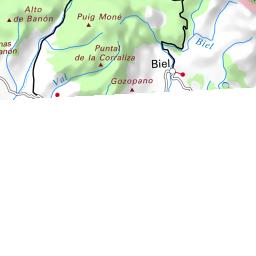 Alto
de Banón
Puig Moné
Biel
Puntal
de la Corraliza
Val
Biel
Gozopano